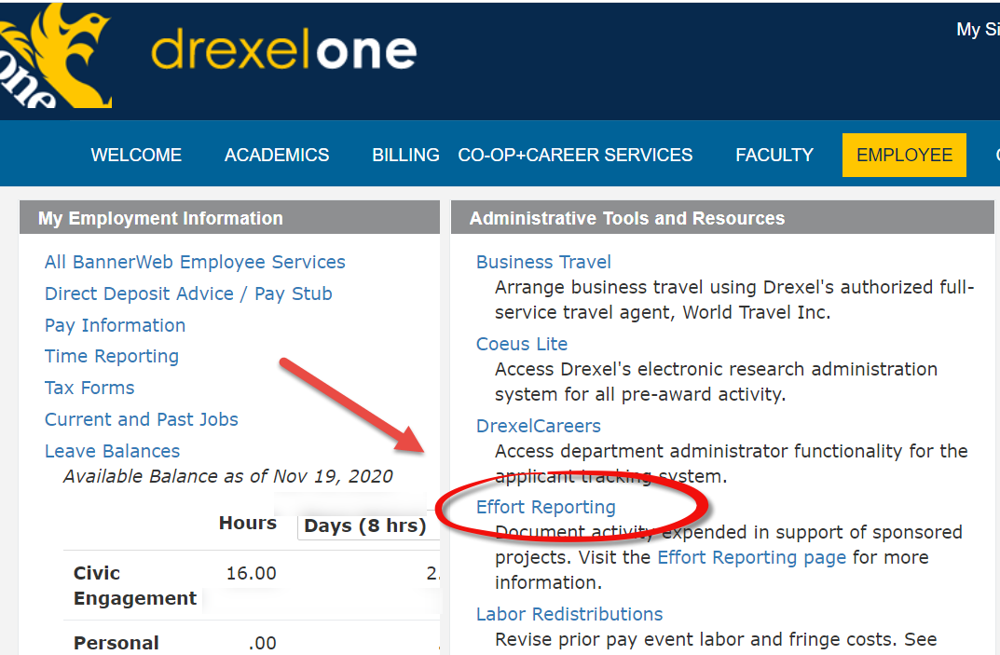 one
drexelone
My Si
WELCOME ACADEMICS BILLING CO-OP+CAREER SERVICES FACULTY EMPLOYEE
My Employment Information
All BannerWeb Employee Services
Direct Deposit Advice / Pay Stub
Pay Information
Time Reporting
Tax Forms
Current and Past Jobs
Leave Balances
Available Balance as of Nov 19, 2020
Hours Days (8 hrs)
Civic 16.00 2.
Engagement
Personal .00
Administrative Tools and Resources
Business Travel
Arrange business travel using Drexel's authorized full-
service travel agent, World Travel Inc.
Coeus Lite
Access Drexel's electronic research administration
system for all pre-award activity.
DrexelCareers
Access department administrator functionality for the
applicant tracking system.
Effort Reporting
Document activity expended in support of sponsored
projects. Visit the Effort Reporting page for more
information.
Labor Redistributions
Revise prior pay event labor and fringe costs. See